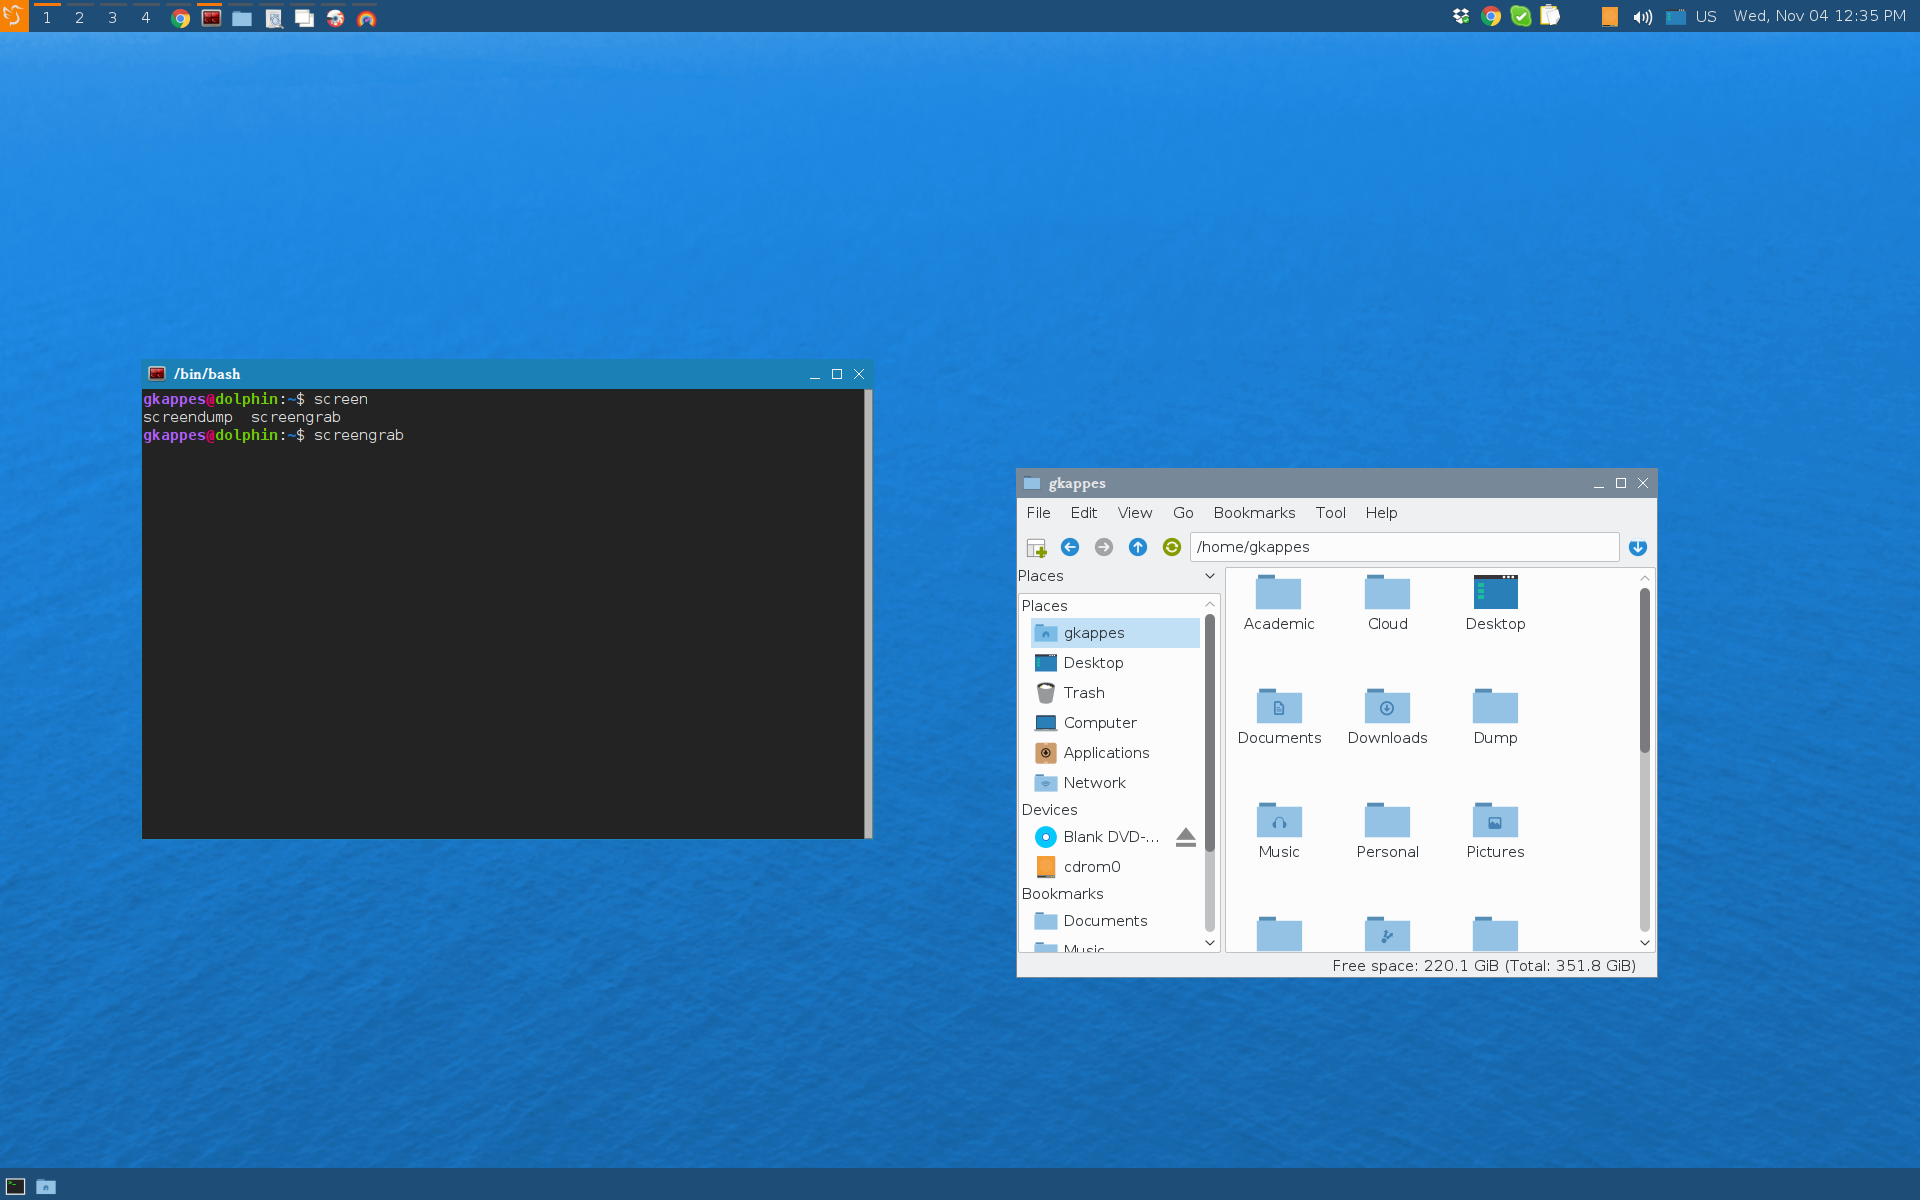 1 2 3 4 US Wed, Nov 04 12:35 PM
/bin/bash
gkappes@dolphin:~$ screen
screendump  screengrab
gkappes@dolphin:~$ screengrab
gkappes
File Edit View Go Bookmarks Tool Help
/home/gkappes
Places
Places
gkappes
Desktop
Trash
Computer
Applications
Network
Devices
Blank DVD-...
cdrom0
Bookmarks
Documents
Music
Academic Cloud Desktop
Documents Downloads Dump
Music Personal Pictures
Free space: 220.1 GiB (Total: 351.8 GiB)